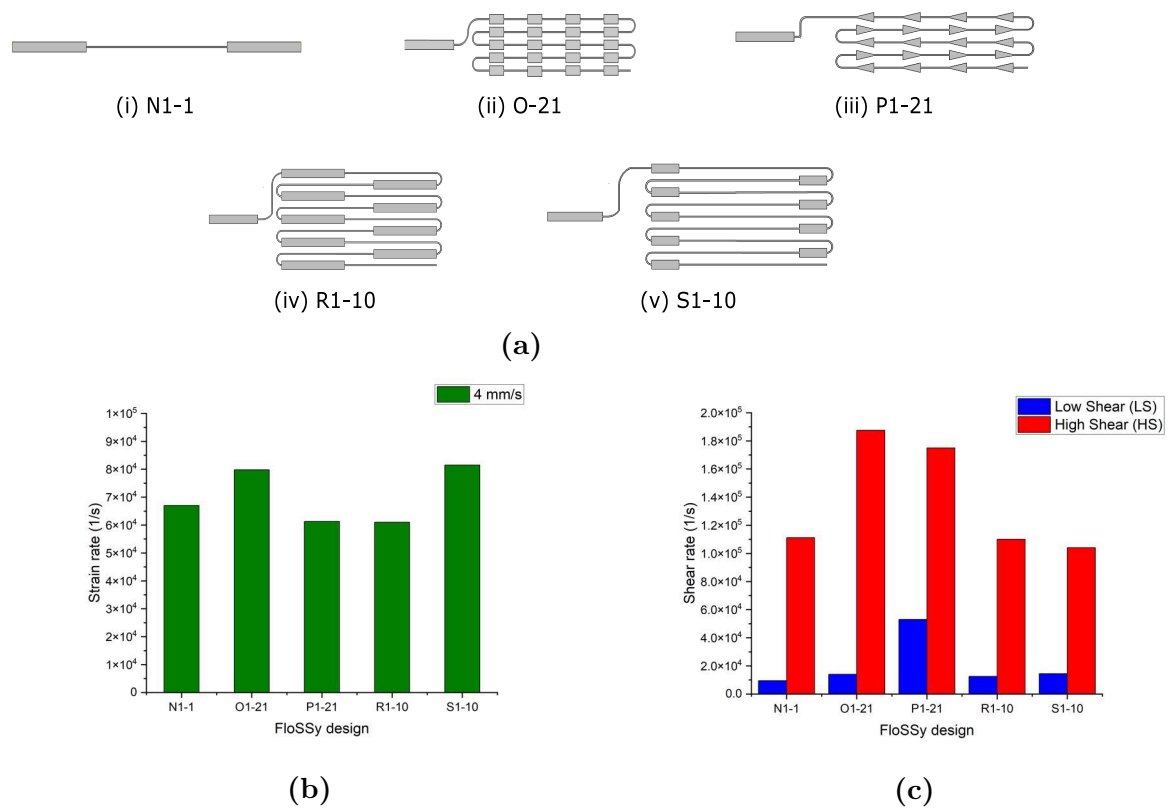 (i) N1-1
(ii) O-21
(iii) P1-21
(iv) R1-10
(v) S1-10
(a)
4 mm/s
1×10⁵
9×10⁴
8×10⁴
7×10⁴
6×10⁴
5×10⁴
4×10⁴
3×10⁴
2×10⁴
1×10⁴
0
Strain rate (1/s)
N1-1 O1-21 P1-21 R1-10 S1-10
FloSSy design
(b)
Low Shear (LS)
High Shear (HS)
2.0×10⁵
1.8×10⁵
1.6×10⁵
1.4×10⁵
1.2×10⁵
1.0×10⁵
8.0×10⁴
6.0×10⁴
4.0×10⁴
2.0×10⁴
0.0
Shear rate (1/s)
N1-1 O1-21 P1-21 R1-10 S1-10
FloSSy design
(c)